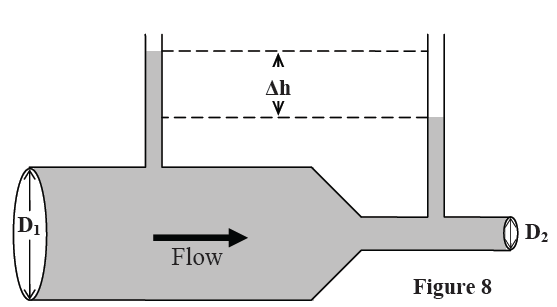 Δh
D₁
D₂
Flow
Figure 8